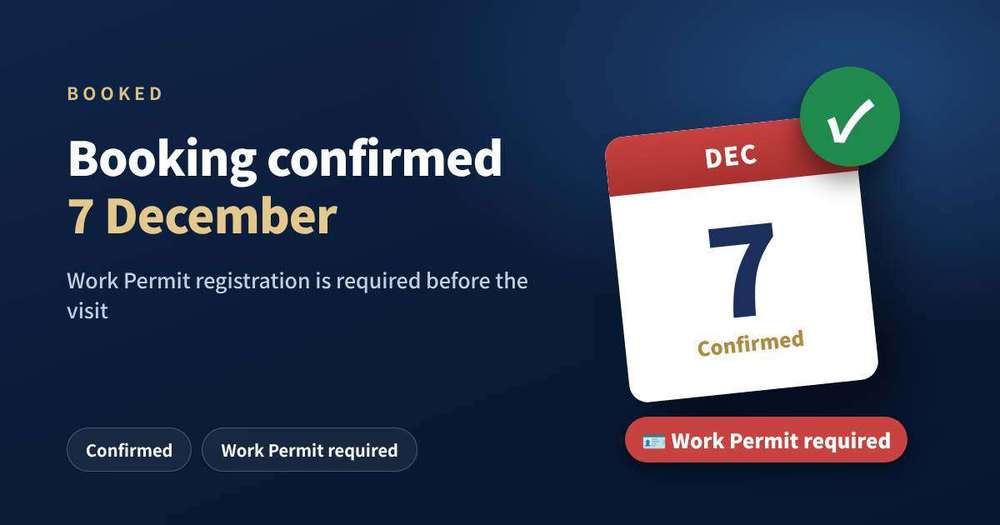 BOOKED
Booking confirmed
7 December
Work Permit registration is required before the
visit
Confirmed
Work Permit required
DEC
7
Confirmed
Work Permit required